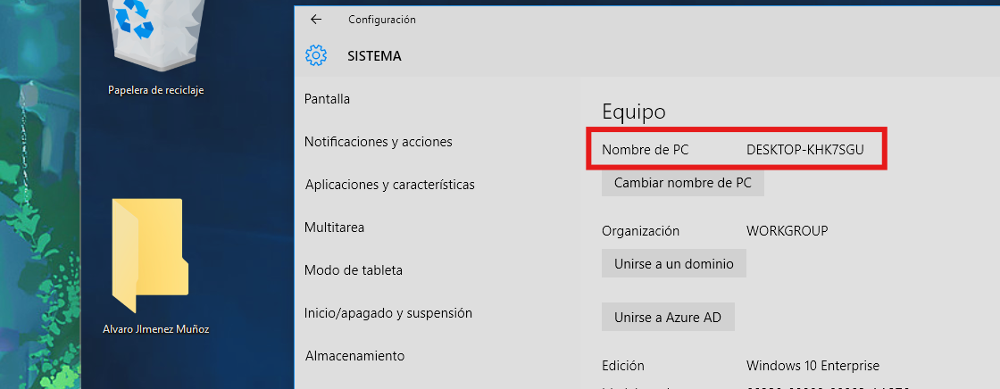 Papelera de reciclaje
Alvaro JImenez Muñoz
Configuración
SISTEMA
Pantalla
Notificaciones y acciones
Aplicaciones y características
Multitarea
Modo de tableta
Inicio/apagado y suspensión
Almacenamiento
Equipo
Nombre de PC DESKTOP-KHK7SGU
Cambiar nombre de PC
Organización WORKGROUP
Unirse a un dominio
Unirse a Azure AD
Edición Windows 10 Enterprise